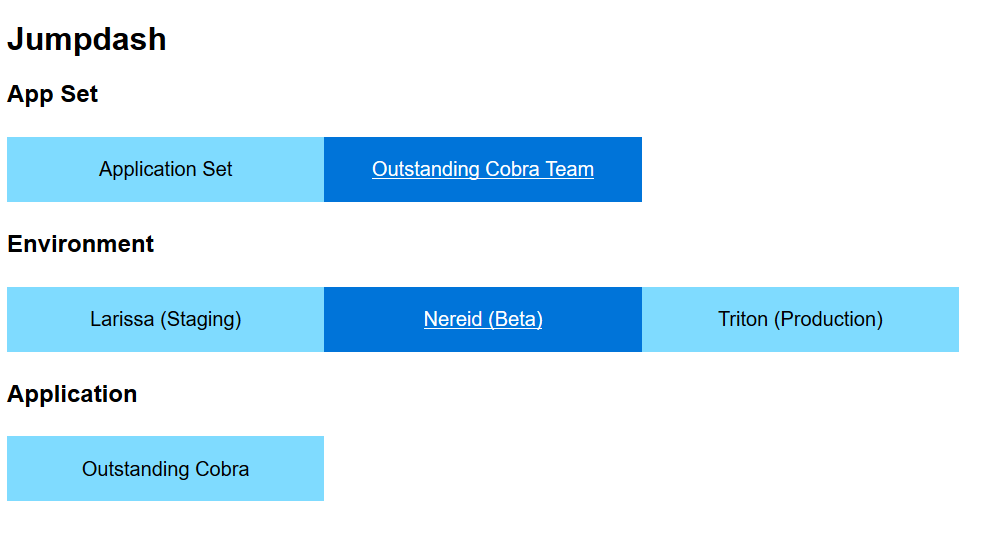 Jumpdash
App Set
Application Set Outstanding Cobra Team
Environment
Larissa (Staging) Nereid (Beta) Triton (Production)
Application
Outstanding Cobra